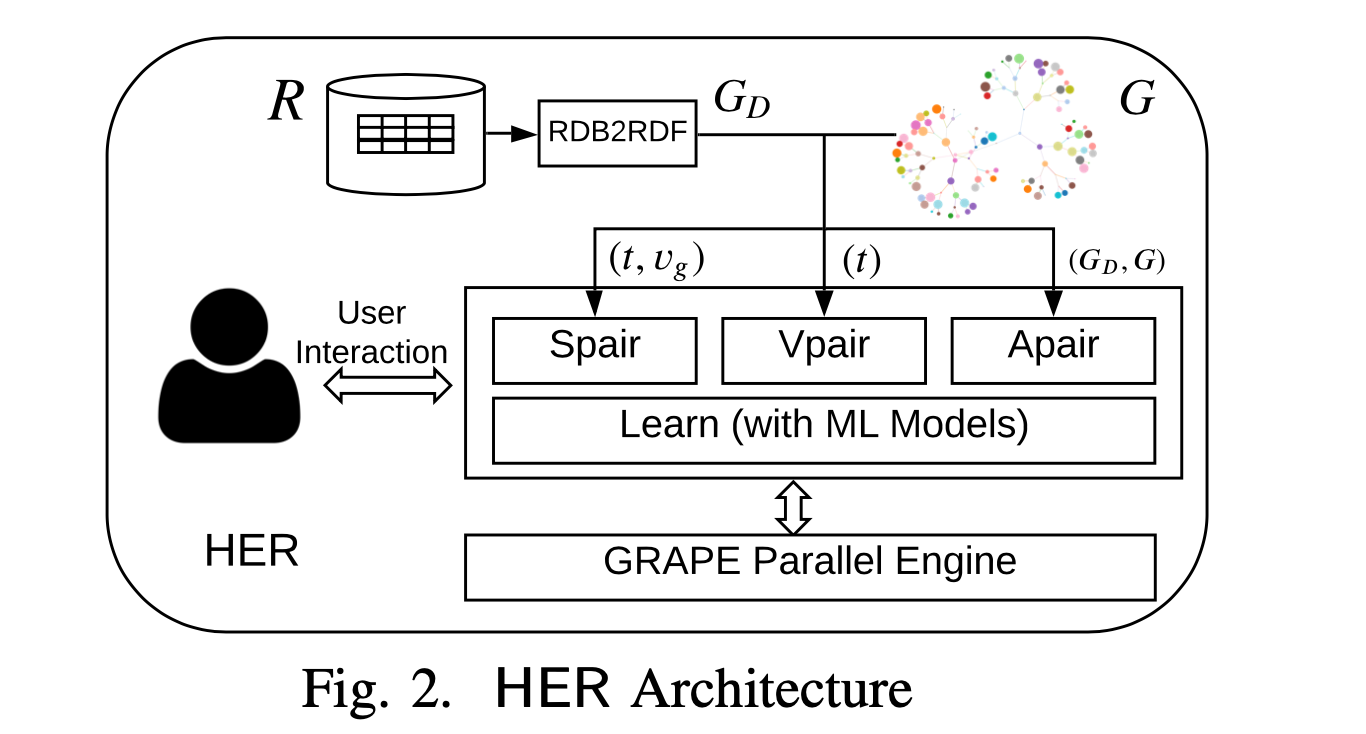 R
RDB2RDF
G_D
G
(t, v_g)
(t)
(G_D, G)
User
Interaction
Spair
Vpair
Apair
Learn (with ML Models)
HER
GRAPE Parallel Engine
Fig. 2. HER Architecture